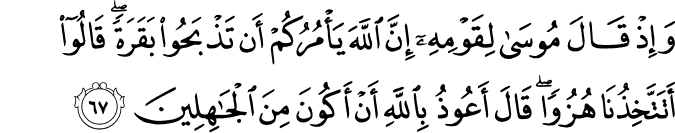 وَإِذۡ قَالَ مُوسَىٰ لِقَوۡمِهِۦٓ إِنَّ ٱللَّهَ يَأۡمُرُكُمۡ أَن تَذۡبَحُواْ بَقَرَةٗۖ قَالُوٓاْ
أَتَتَّخِذُنَا هُزُوٗاۖ قَالَ أَعُوذُ بِٱللَّهِ أَنۡ أَكُونَ مِنَ ٱلۡجَٰهِلِينَ ٦٧